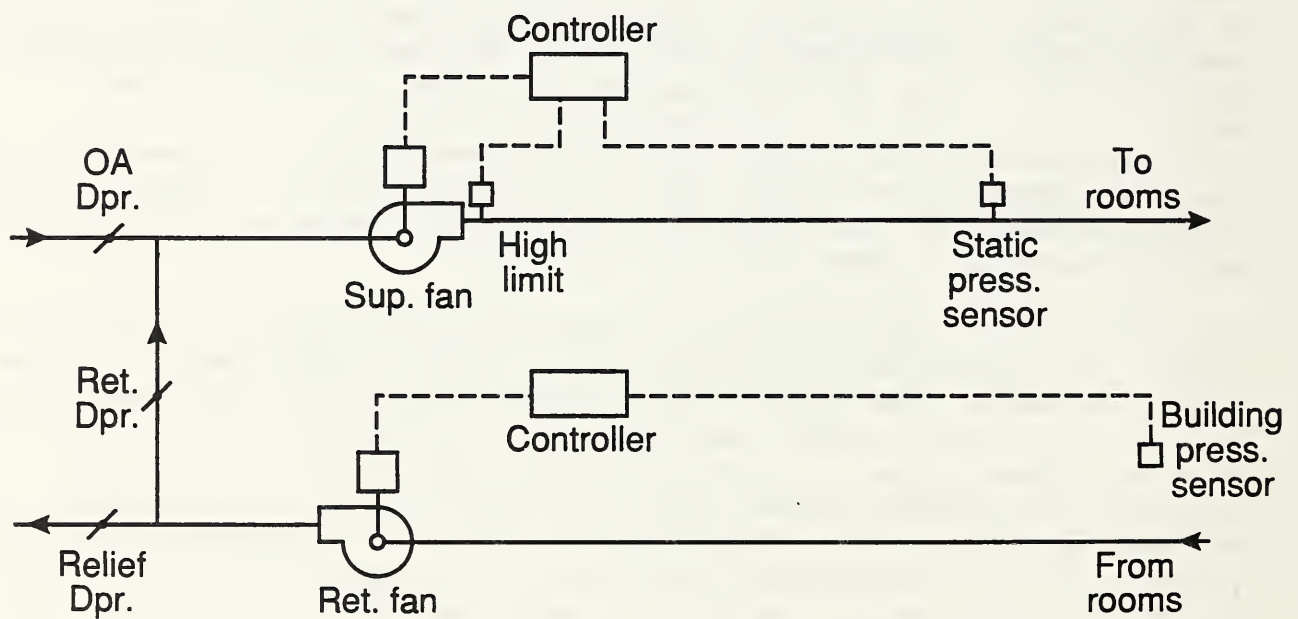 Controller
OA
Dpr.
To
rooms
High
limit
Static
press.
sensor
Sup. fan
Ret.
Dpr.
Controller
Building
press.
sensor
Relief
Dpr.
Ret. fan
From
rooms